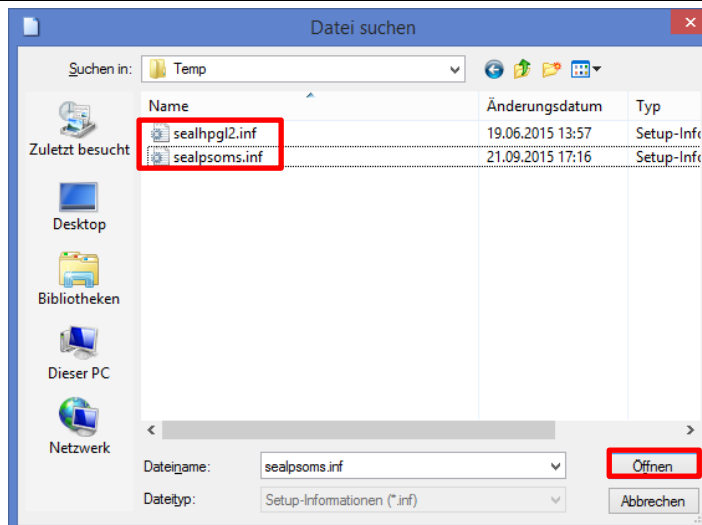 Datei suchen
Suchen in: Temp
Name Änderungsdatum Typ
sealhpgl2.inf 19.06.2015 13:57 Setup-Info
sealpsoms.inf 21.09.2015 17:16 Setup-Info
Zuletzt besucht
Desktop
Bibliotheken
Dieser PC
Netzwerk
Dateiname: sealpsoms.inf Öffnen
Dateityp: Setup-Informationen (*.inf) Abbrechen